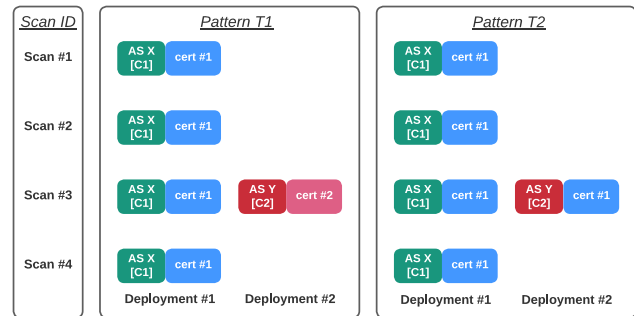 Scan ID
Pattern T1
Pattern T2
Scan #1
AS X
[C1]
cert #1
AS X
[C1]
cert #1
Scan #2
AS X
[C1]
cert #1
AS X
[C1]
cert #1
Scan #3
AS X
[C1]
cert #1
AS Y
[C2]
cert #2
AS X
[C1]
cert #1
AS Y
[C2]
cert #1
Scan #4
AS X
[C1]
cert #1
AS X
[C1]
cert #1
Deployment #1
Deployment #2
Deployment #1
Deployment #2